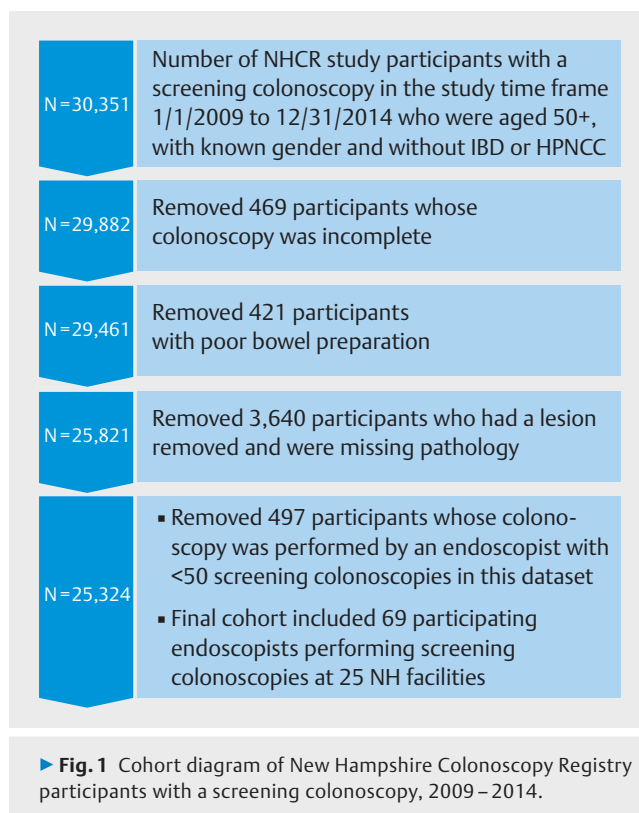 N=30,351
Number of NHCR study participants with a
screening colonoscopy in the study time frame
1/1/2009 to 12/31/2014 who were aged 50+,
with known gender and without IBD or HPNCC
N=29,882
Removed 469 participants whose
colonoscopy was incomplete
N=29,461
Removed 421 participants
with poor bowel preparation
N=25,821
Removed 3,640 participants who had a lesion
removed and were missing pathology
N=25,324
▪ Removed 497 participants whose colono-
scopy was performed by an endoscopist with
<50 screening colonoscopies in this dataset
▪ Final cohort included 69 participating
endoscopists performing screening
colonoscopies at 25 NH facilities
▶ Fig. 1 Cohort diagram of New Hampshire Colonoscopy Registry
participants with a screening colonoscopy, 2009–2014.